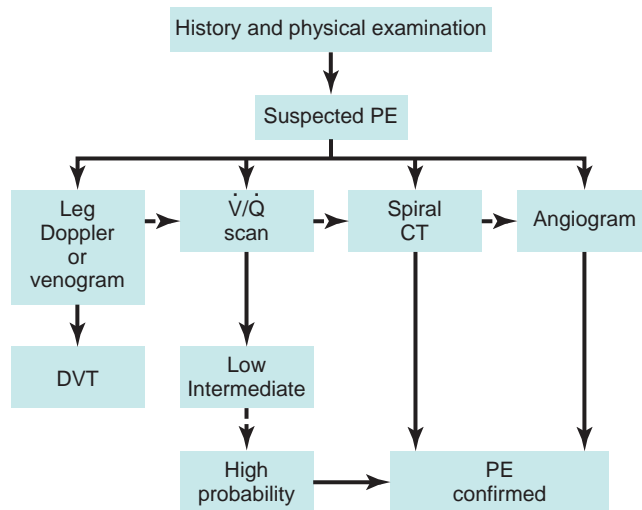 History and physical examination
Suspected PE
Leg
Doppler
or
venogram
V̇/Q̇
scan
Spiral
CT
Angiogram
DVT
Low
Intermediate
High
probability
PE
confirmed